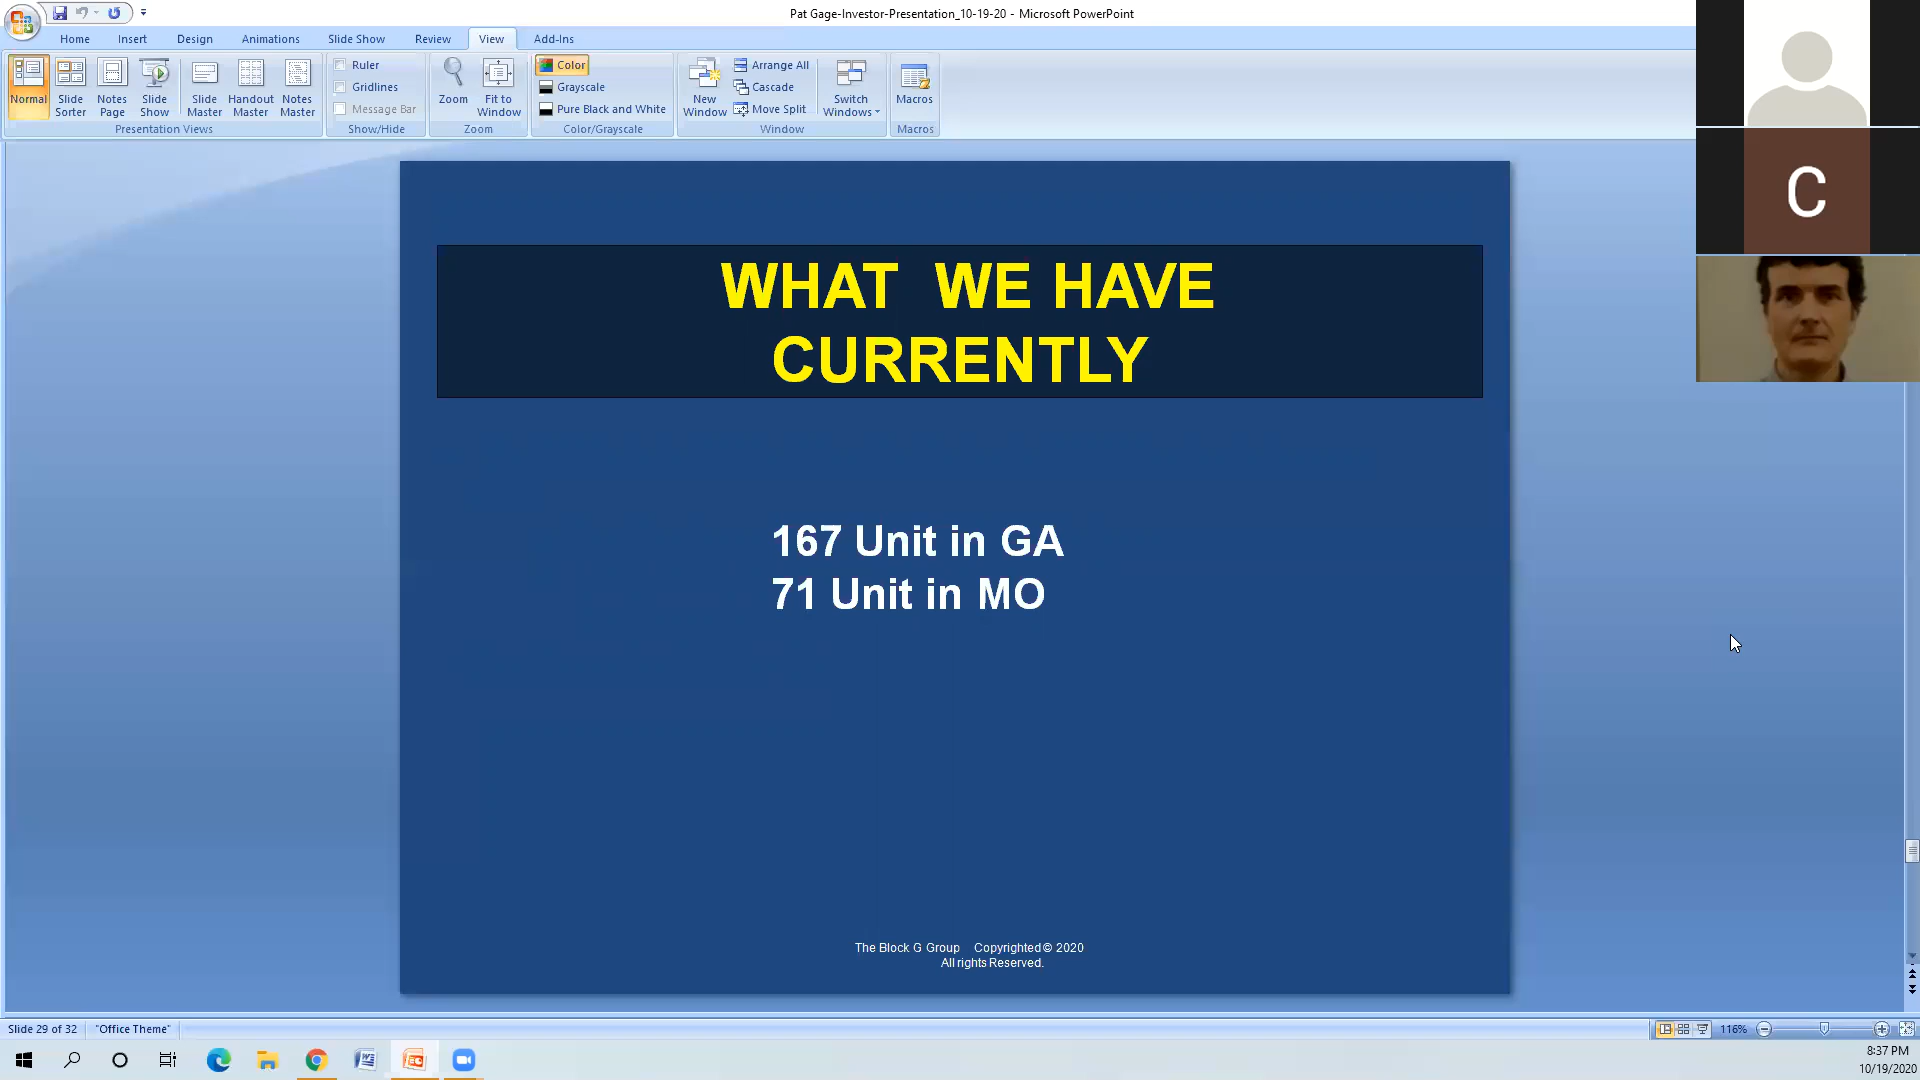 Pat Gage-Investor-Presentation_10-19-20 - Microsoft PowerPoint
Home Insert Design Animations Slide Show Review View Add-Ins
Normal
Slide Sorter
Notes Page
Slide Show
Slide Master
Handout Master
Notes Master
Presentation Views
Ruler
Gridlines
Message Bar
Show/Hide
Zoom
Fit to Window
Zoom
Color
Grayscale
Pure Black and White
Color/Grayscale
New Window
Arrange All
Cascade
Move Split
Switch Windows
Window
Macros
Macros
C
WHAT WE HAVE
CURRENTLY
167 Unit in GA
71 Unit in MO
The Block G Group Copyrighted © 2020
All rights Reserved.
Slide 29 of 32 "Office Theme" 116%
8:37 PM
10/19/2020